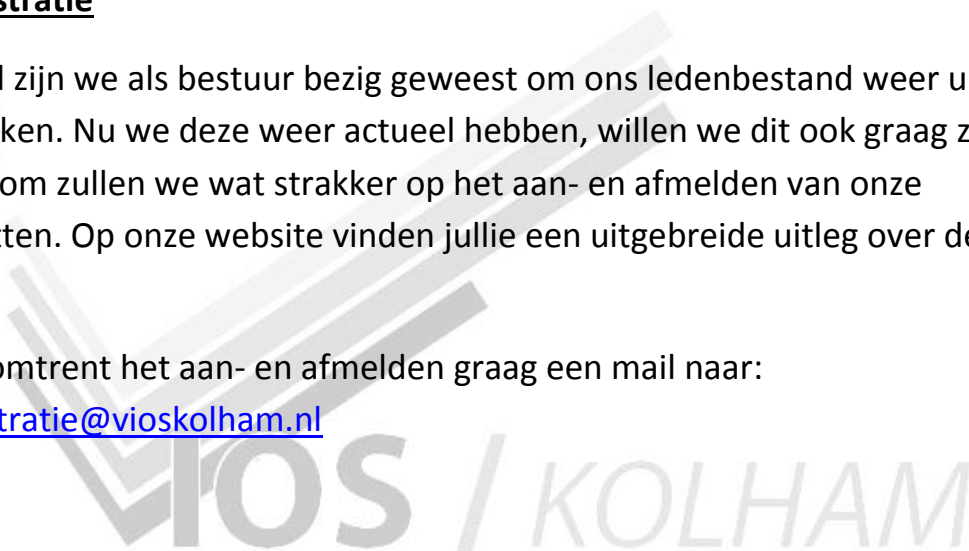 stratie
l zijn we als bestuur bezig geweest om ons ledenbestand weer u
ken. Nu we deze weer actueel hebben, willen we dit ook graag z
om zullen we wat strakker op het aan- en afmelden van onze
tten. Op onze website vinden jullie een uitgebreide uitleg over de
omtrent het aan- en afmelden graag een mail naar:
tratie@vioskolham.nl
VIOS / KOLHAM